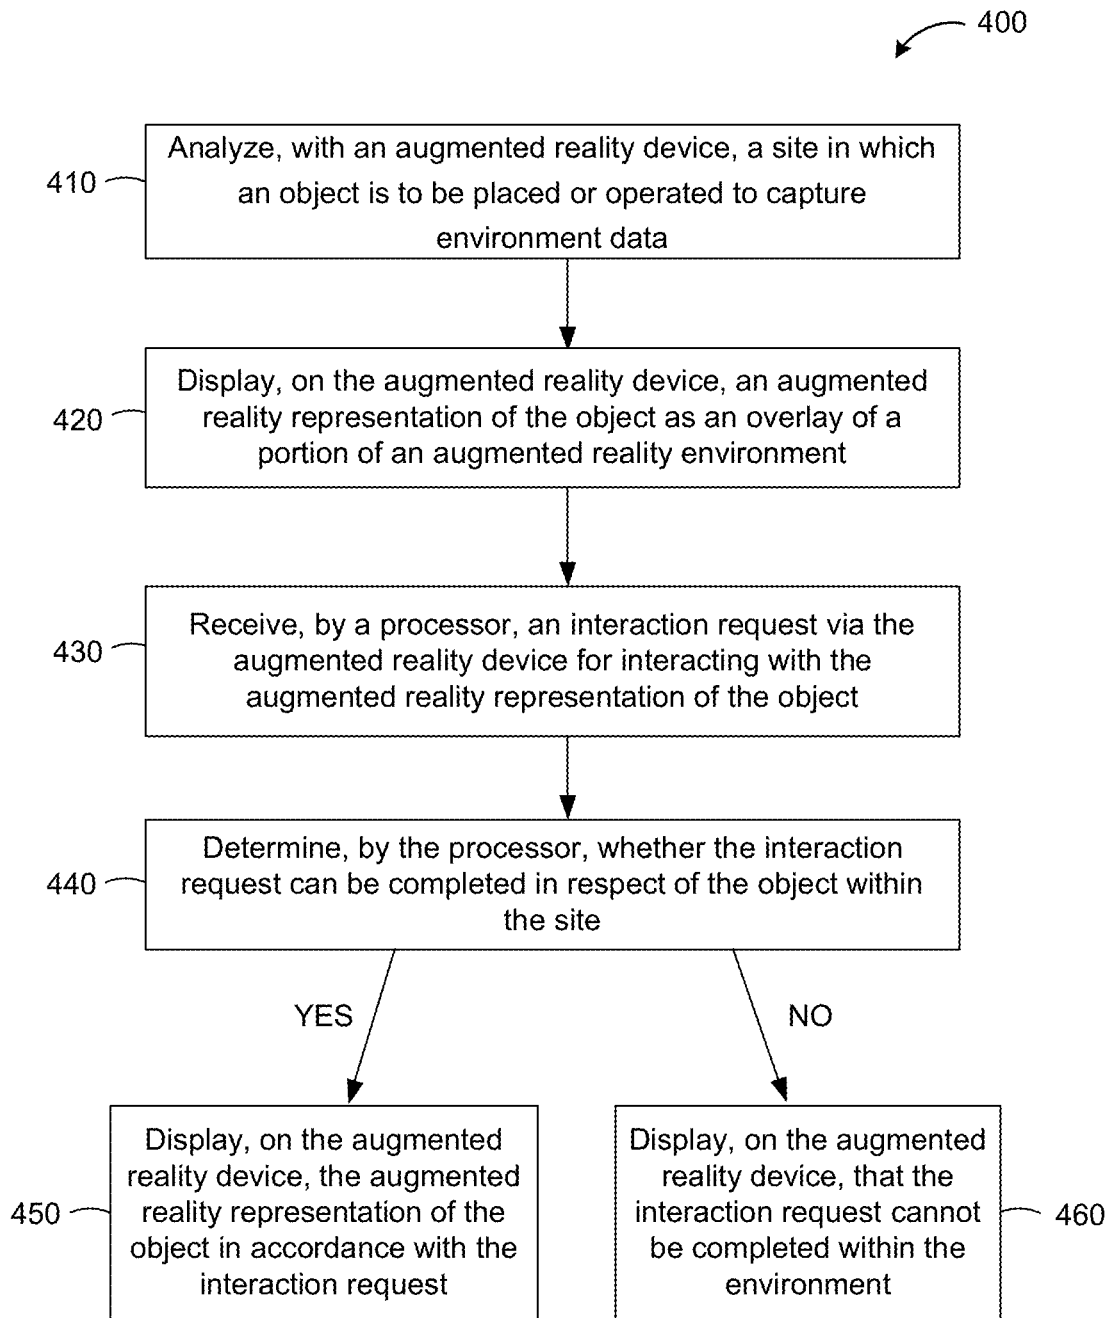 400
Analyze, with an augmented reality device, a site in which
an object is to be placed or operated to capture
environment data
410
Display, on the augmented reality device, an augmented
reality representation of the object as an overlay of a
portion of an augmented reality environment
420
Receive, by a processor, an interaction request via the
augmented reality device for interacting with the
augmented reality representation of the object
430
Determine, by the processor, whether the interaction
request can be completed in respect of the object within
the site
440
YES
NO
Display, on the augmented
reality device, the augmented
reality representation of the
object in accordance with the
interaction request
450
Display, on the augmented
reality device, that the
interaction request cannot
be completed within the
environment
460